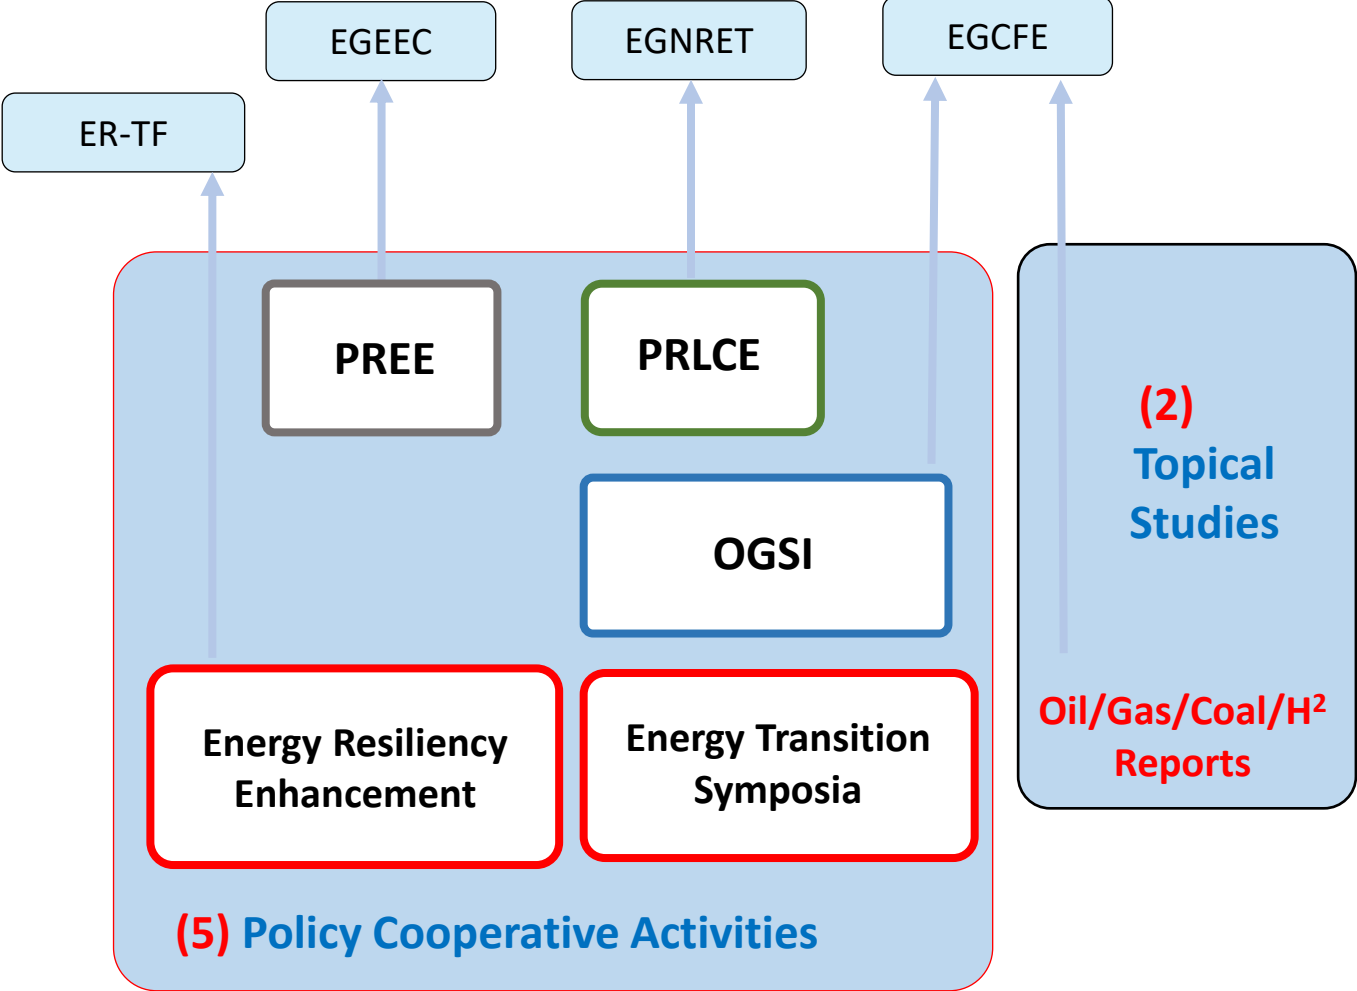 EGEEC
EGNRET
EGCFE
ER-TF
PREE
PRLCE
OGSI
Energy Resiliency
Enhancement
Energy Transition
Symposia
(5) Policy Cooperative Activities
(2)
Topical
Studies
Oil/Gas/Coal/H²
Reports